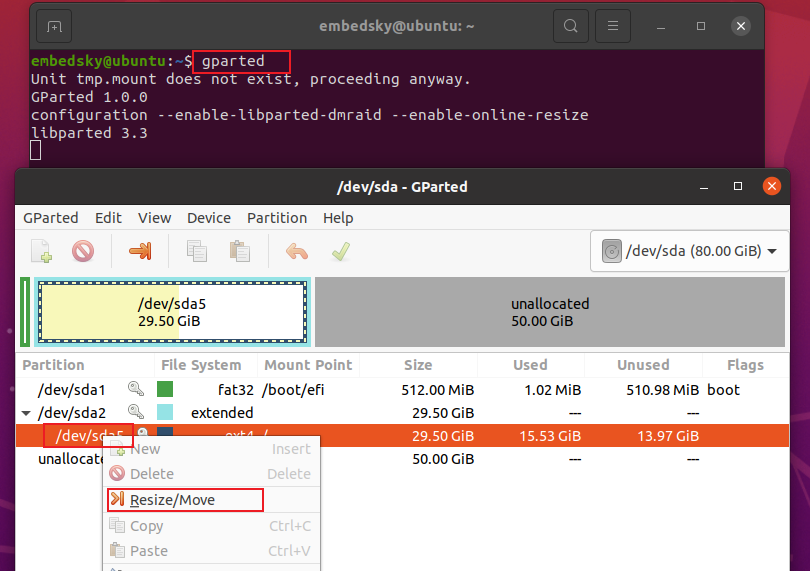 embedsky@ubuntu: ~
embedsky@ubuntu:~$ gparted
Unit tmp.mount does not exist, proceeding anyway.
GParted 1.0.0
configuration --enable-libparted-dmraid --enable-online-resize
libparted 3.3
/dev/sda - GParted
GParted Edit View Device Partition Help
/dev/sda (80.00 GiB)
/dev/sda5
29.50 GiB
unallocated
50.00 GiB
Partition File System Mount Point Size Used Unused Flags
/dev/sda1 fat32 /boot/efi 512.00 MiB 1.02 MiB 510.98 MiB boot
/dev/sda2 extended 29.50 GiB --- ---
/dev/sda5 ext4 / 29.50 GiB 15.53 GiB 13.97 GiB
unallocate 50.00 GiB --- ---
New Insert
Delete Delete
Resize/Move
Copy Ctrl+C
Paste Ctrl+V